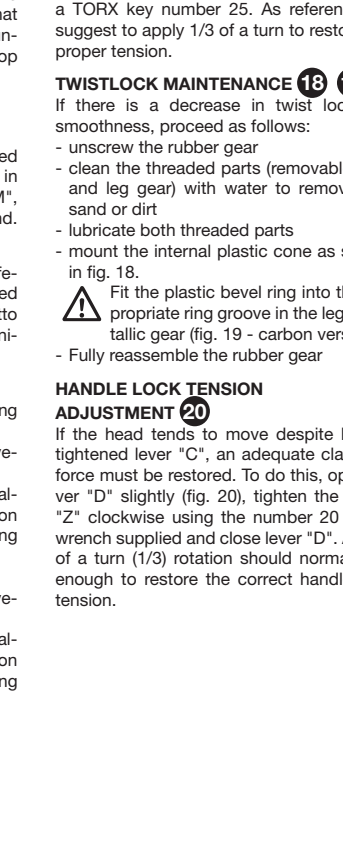 hat
n-
op
ed
in
M",
nd.
fe-
ed
tto
ni-
ng
ve-
al-
on
ng
ve-
al-
on
ng
a TORX key number 25. As referen
suggest to apply 1/3 of a turn to resto
proper tension.
TWISTLOCK MAINTENANCE 18
If there is a decrease in twist loc
smoothness, proceed as follows:
- unscrew the rubber gear
- clean the threaded parts (removabl
and leg gear) with water to remov
sand or dirt
- lubricate both threaded parts
- mount the internal plastic cone as s
in fig. 18.
Fit the plastic bevel ring into th
propriate ring groove in the leg
tallic gear (fig. 19 - carbon vers
- Fully reassemble the rubber gear
HANDLE LOCK TENSION
ADJUSTMENT 20
If the head tends to move despite
tightened lever "C", an adequate cla
force must be restored. To do this, op
ver "D" slightly (fig. 20), tighten the
"Z" clockwise using the number 20
wrench supplied and close lever "D".
of a turn (1/3) rotation should norma
enough to restore the correct handl
tension.